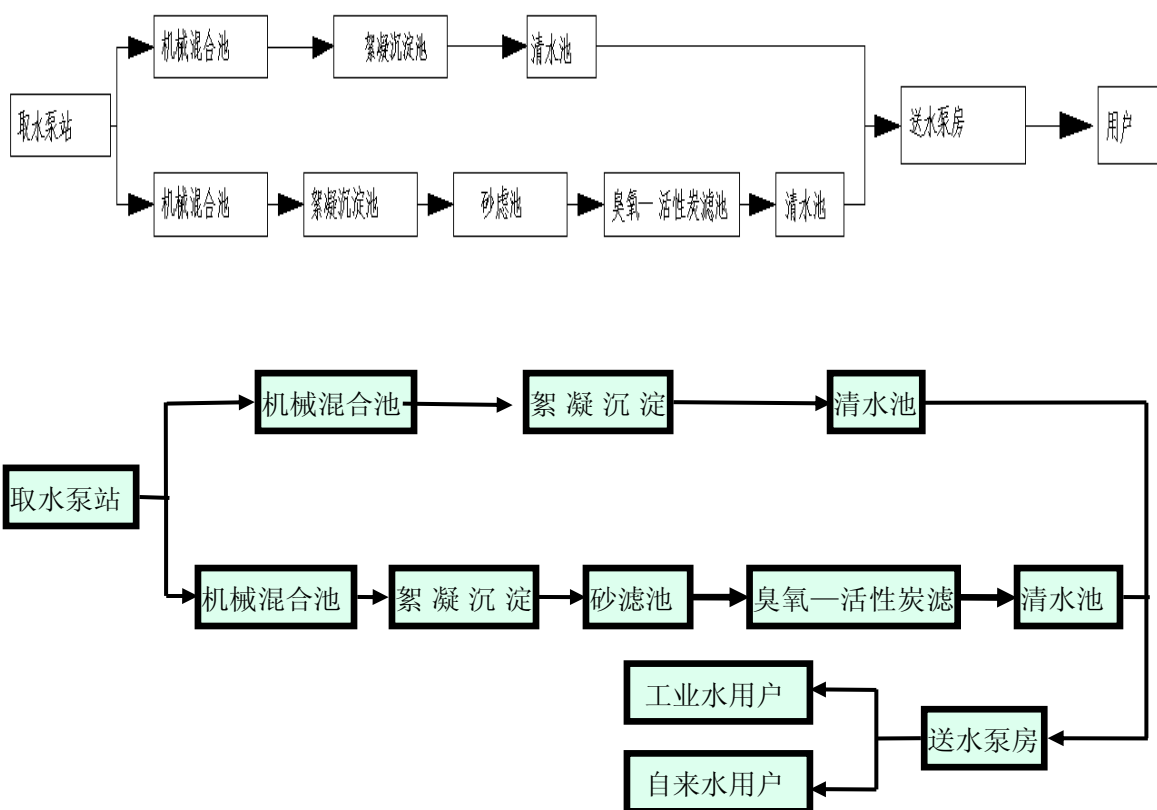 机械混合池
絮凝沉淀池
清水池
取水泵站
送水泵房
用户
机械混合池
絮凝沉淀池
砂滤池
臭氧—活性炭滤池
清水池
机械混合池
絮凝沉淀
清水池
取水泵站
机械混合池
絮凝沉淀
砂滤池
臭氧—活性炭滤
清水池
工业水用户
送水泵房
自来水用户